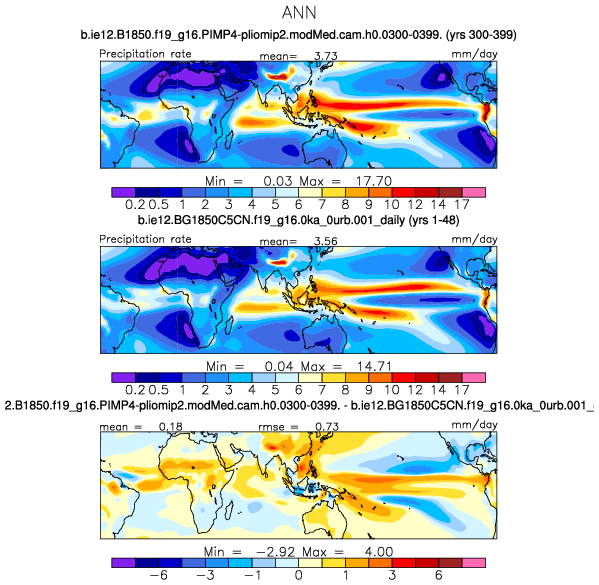 ANN
b.ie12.B1850.f19_g16.PIMP4-pliomip2.modMed.cam.h0.0300-0399. (yrs 300-399)
Precipitation rate mean= 3.73 mm/day
Min = 0.03 Max = 17.70
0.2 0.5 1 2 3 4 5 6 7 8 9 10 12 14 17
b.ie12.BG1850C5CN.f19_g16.0ka_0urb.001_daily (yrs 1-48)
Precipitation rate mean= 3.56 mm/day
Min = 0.04 Max = 14.71
0.2 0.5 1 2 3 4 5 6 7 8 9 10 12 14 17
2.B1850.f19_g16.PIMP4-pliomip2.modMed.cam.h0.0300-0399. - b.ie12.BG1850C5CN.f19_g16.0ka_0urb.001_
mean = 0.18 rmse = 0.73 mm/day
Min = -2.92 Max = 4.00
-6 -3 -1 0 1 3 6